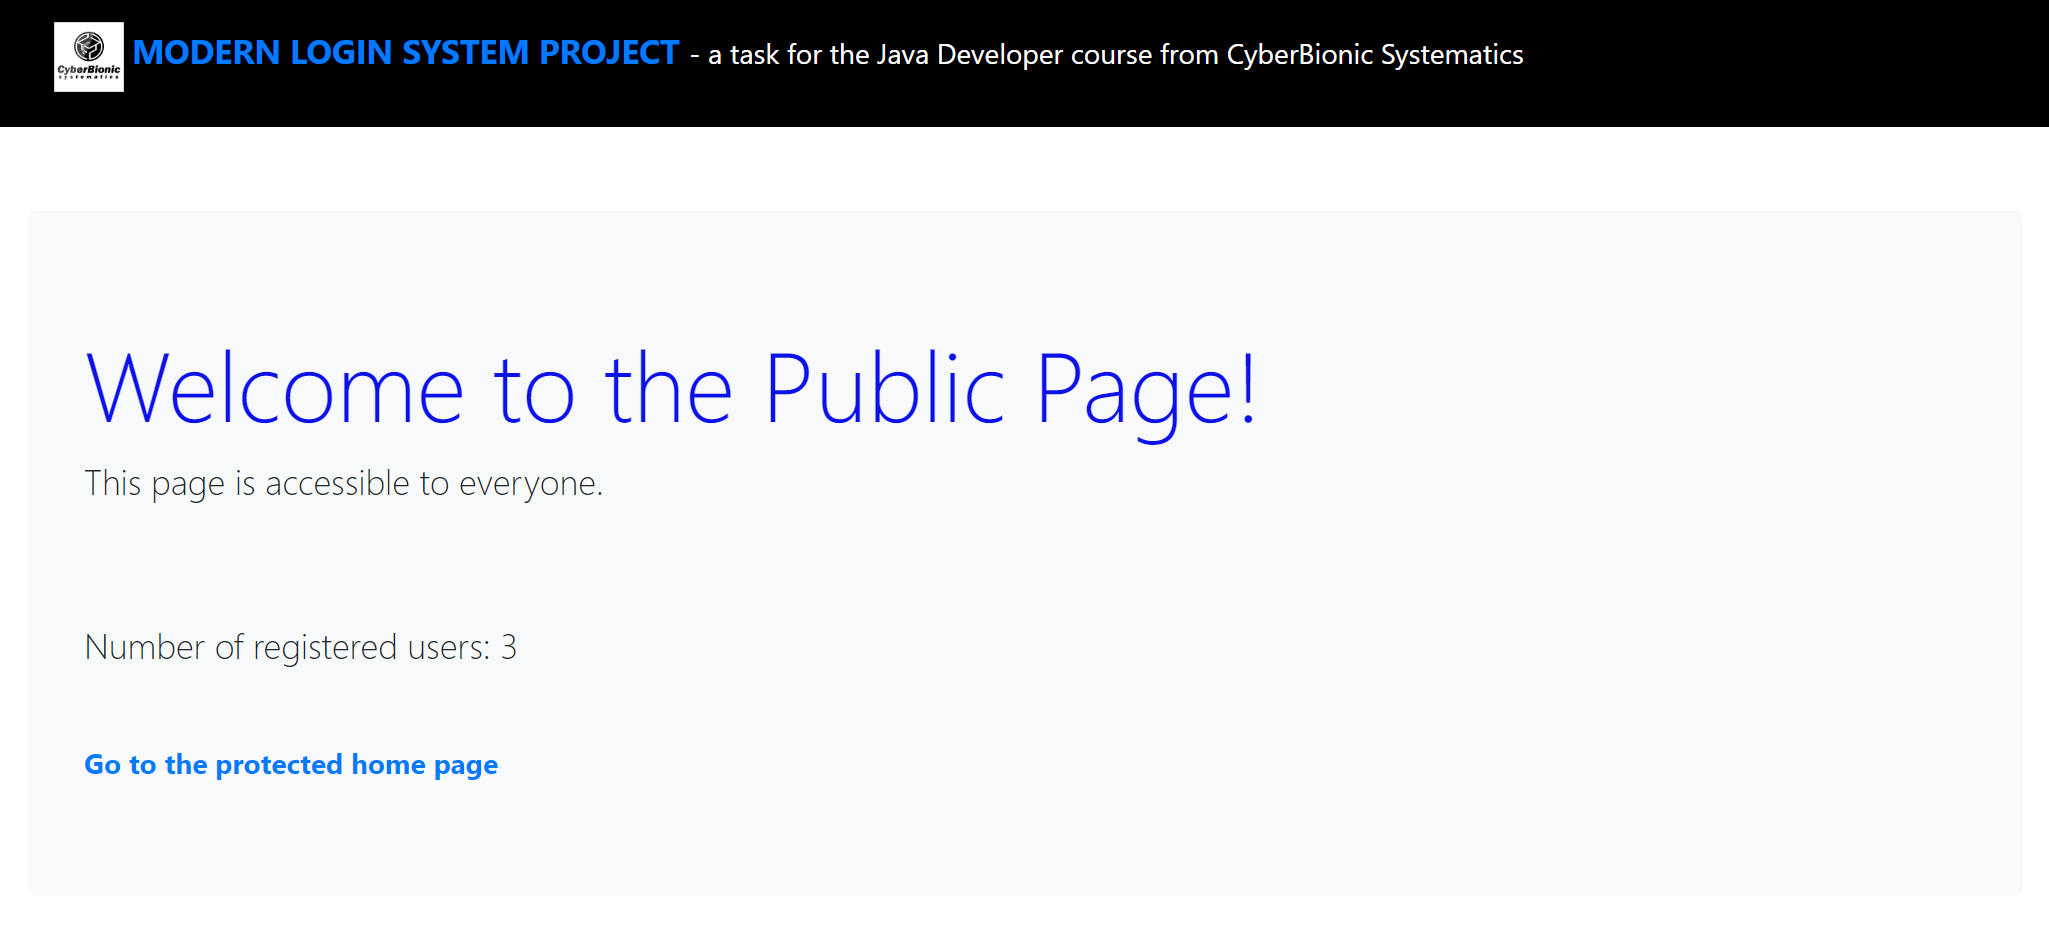 CyberBionic
systematics
MODERN LOGIN SYSTEM PROJECT - a task for the Java Developer course from CyberBionic Systematics
Welcome to the Public Page!
This page is accessible to everyone.
Number of registered users: 3
Go to the protected home page